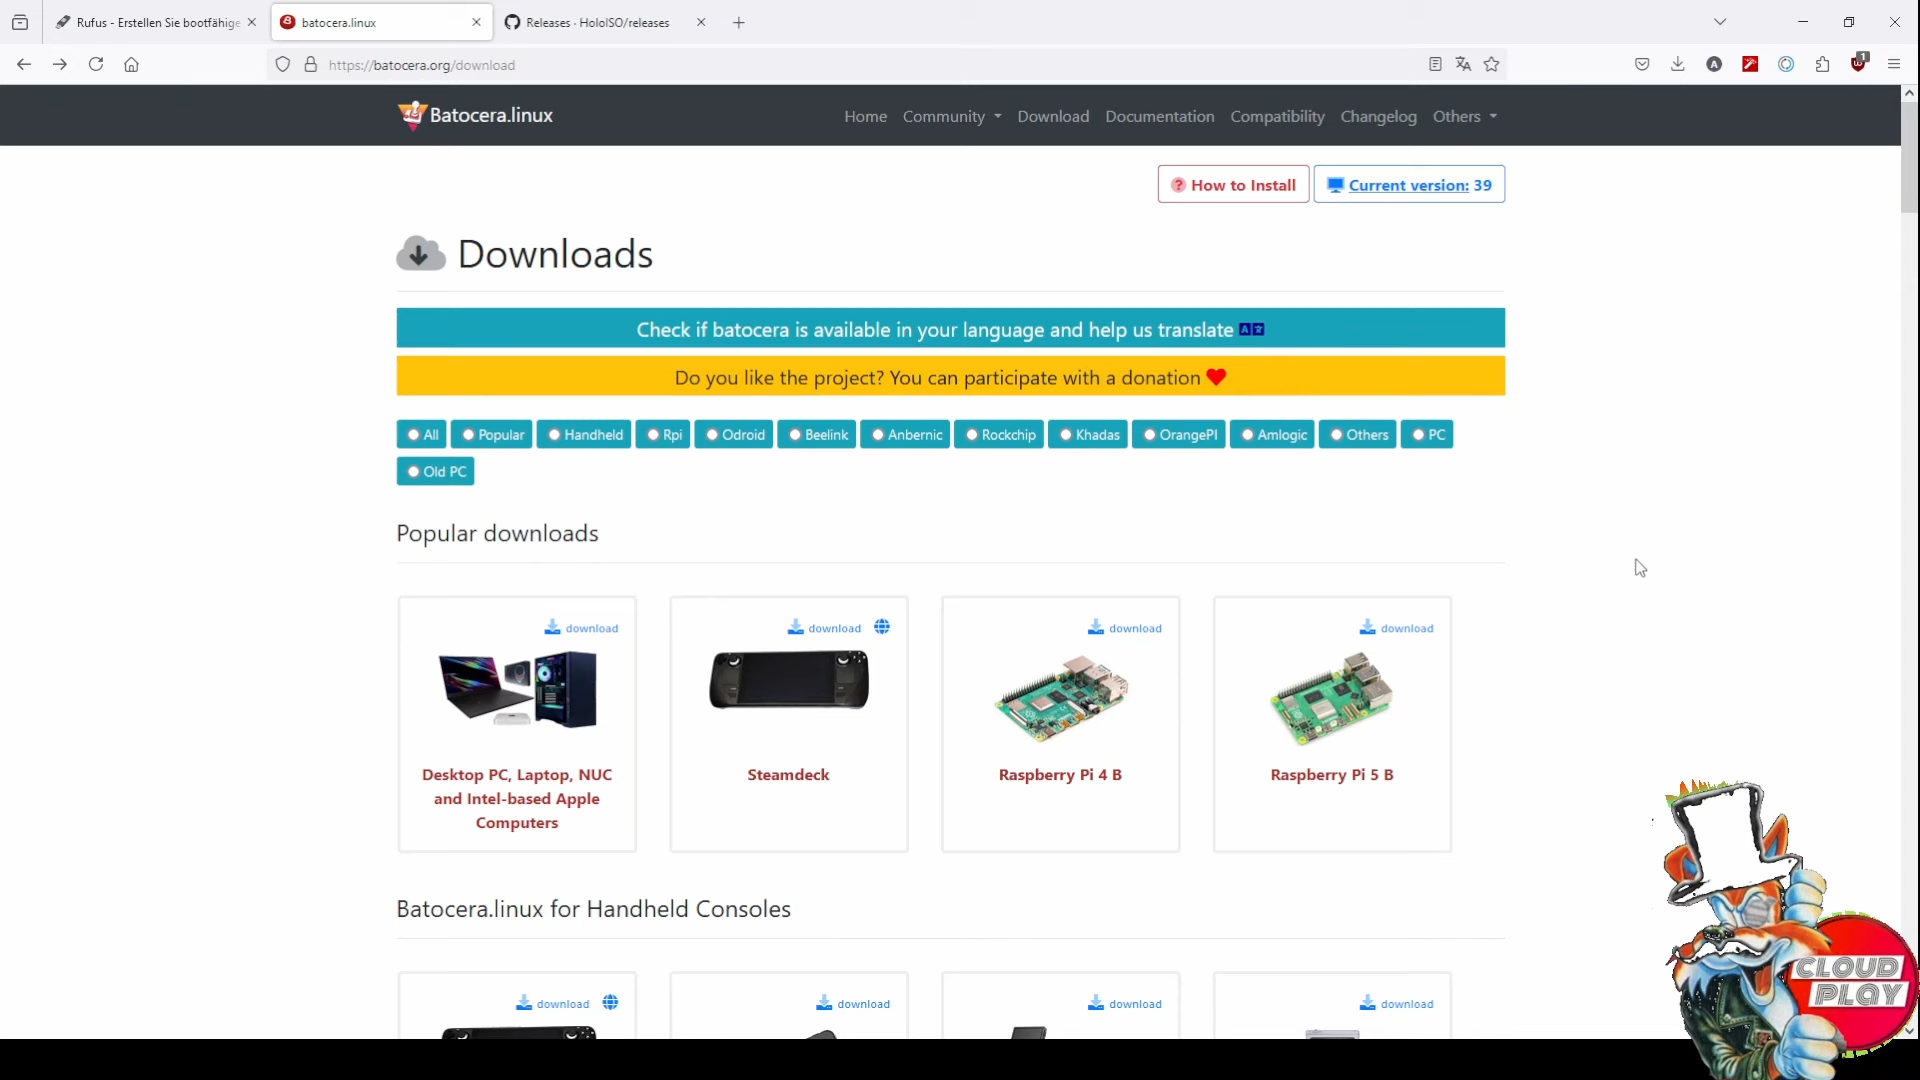 Rufus - Erstellen Sie bootfähige
batocera.linux
Releases · HoloISO/releases
https://batocera.org/download
1
Batocera.linux
Home
Community
Download
Documentation
Compatibility
Changelog
Others
? How to Install
Current version: 39
Downloads
Check if batocera is available in your language and help us translate
Do you like the project? You can participate with a donation
All
Popular
Handheld
Rpi
Odroid
Beelink
Anbernic
Rockchip
Khadas
OrangePI
Amlogic
Others
PC
Old PC
Popular downloads
download
download
download
download
Desktop PC, Laptop, NUC
and Intel-based Apple
Computers
Steamdeck
Raspberry Pi 4 B
Raspberry Pi 5 B
Batocera.linux for Handheld Consoles
download
download
download
download
CLOUD
PLAY